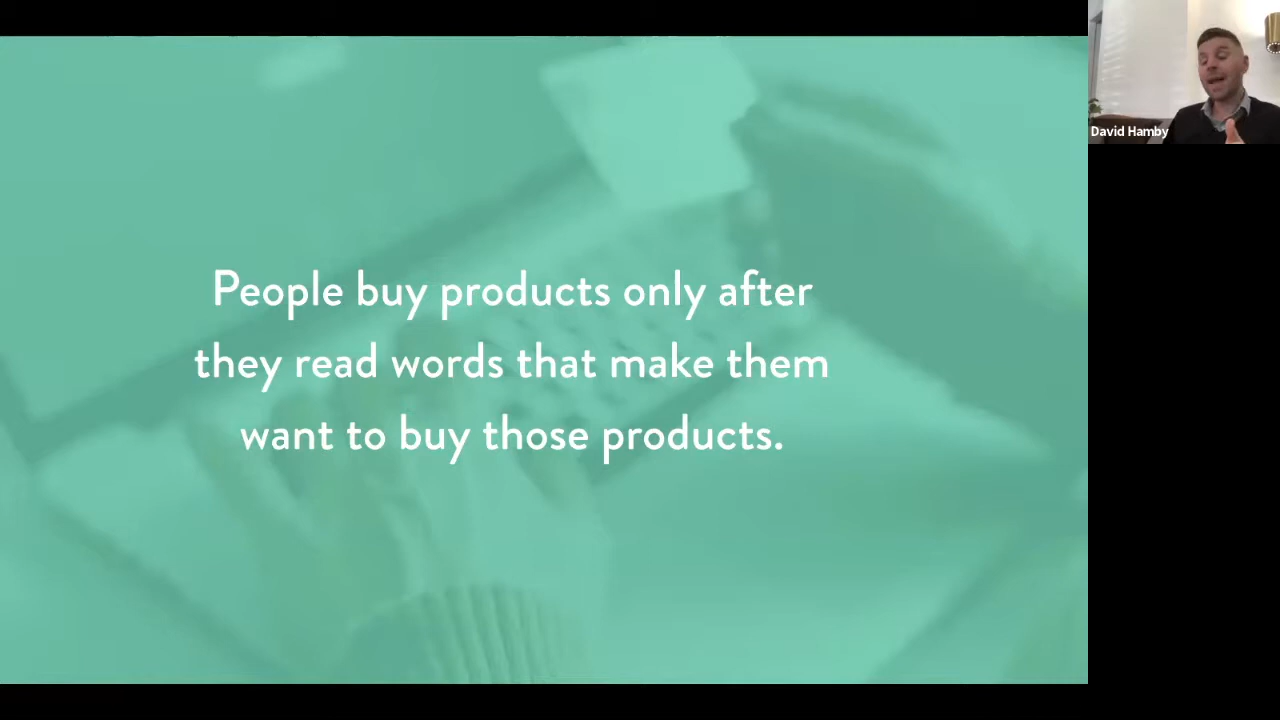 People buy products only after
they read words that make them
want to buy those products.
David Hamby